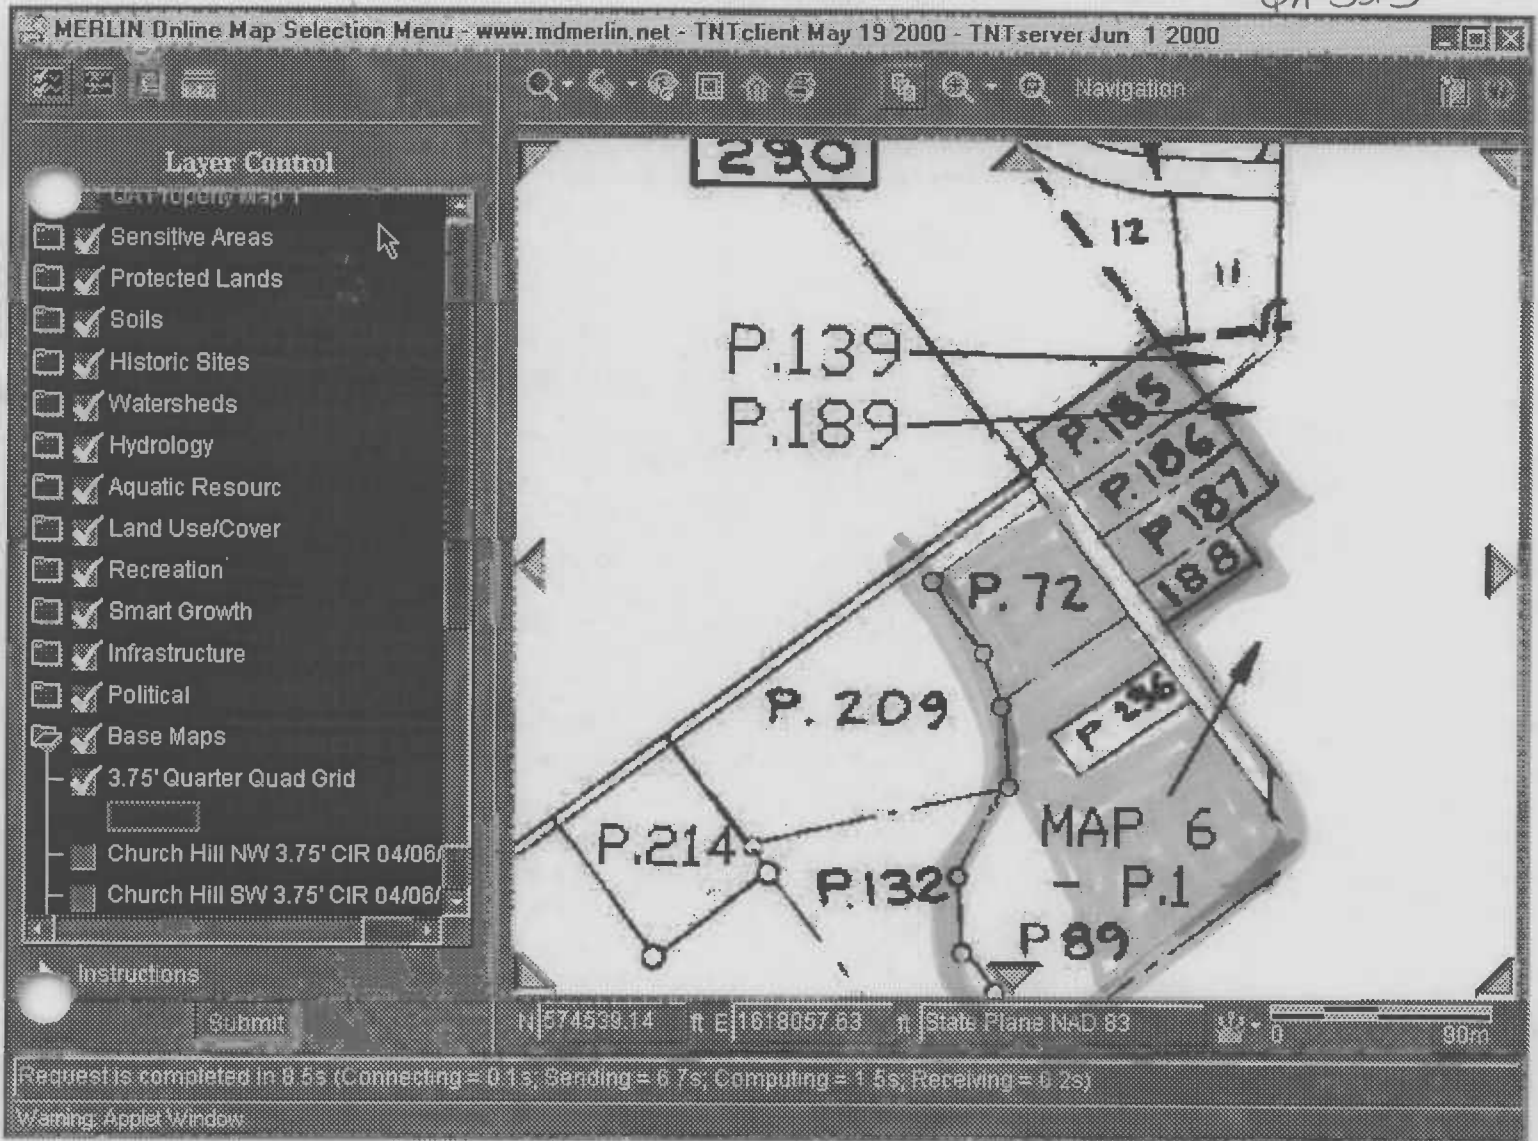 MERLIN Online Map Selection Menu - www.mdmerlin.net - TNTclient May 19 2000 - TNTserver Jun 1 2000
Navigation
Layer Control
QA Property Map 1
Sensitive Areas
Protected Lands
Soils
Historic Sites
Watersheds
Hydrology
Aquatic Resourc
Land Use/Cover
Recreation
Smart Growth
Infrastructure
Political
Base Maps
3.75' Quarter Quad Grid
Church Hill NW 3.75' CIR 04/06/
Church Hill SW 3.75' CIR 04/06/
Instructions
Submit
290
12
11
P.139
P.189
P.185
P.186
P 187
188
P. 72
P. 209
P 236
P.214
MAP 6
- P.1
P.132
P 89
N 574539.14 ft E 1618057.63 ft State Plane NAD 83
0 90m
Request is completed in 8.5s (Connecting = 0.1s, Sending = 6.7s, Computing = 1.5s, Receiving = 6.2s)
Warning: Applet Window